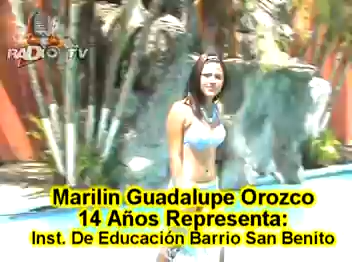 RADIO TV
Marilin Guadalupe Orozco
14 Años Representa:
Inst. De Educación Barrio San Benito